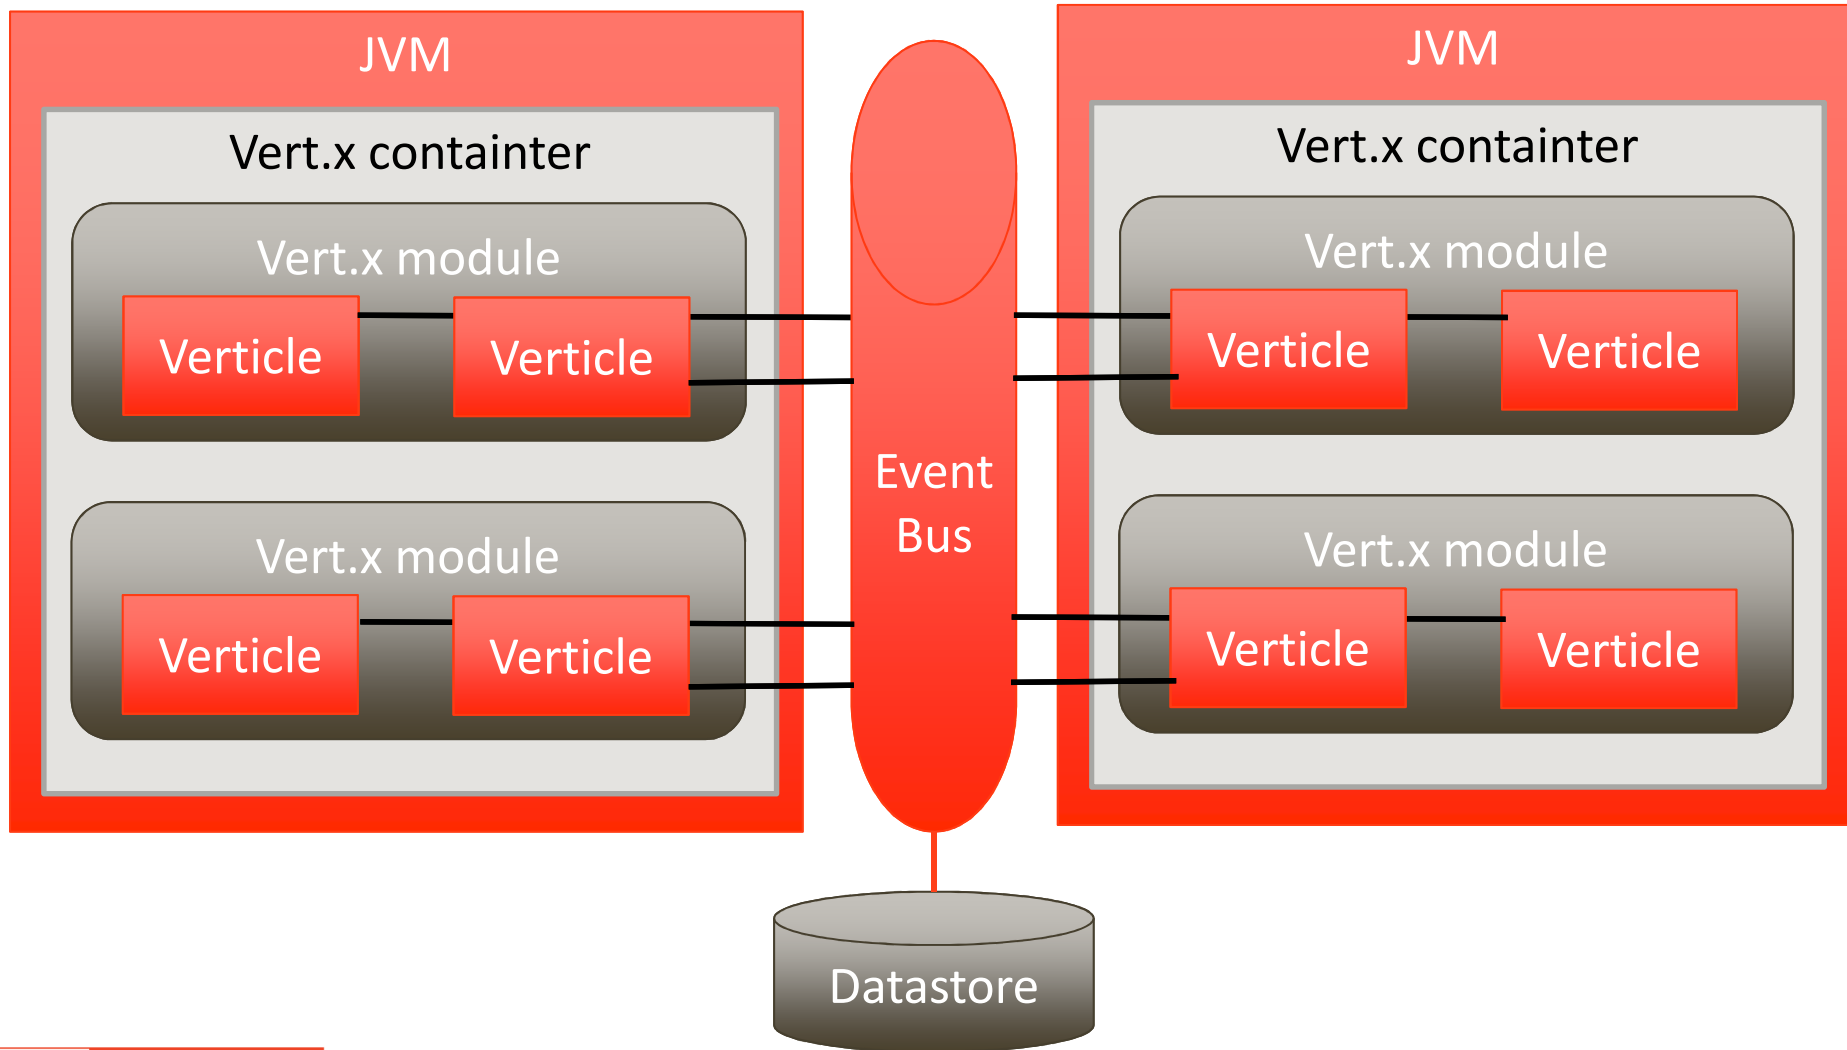 JVM
Vert.x containter
Vert.x module
Verticle
Verticle
Vert.x module
Verticle
Verticle
Event
Bus
JVM
Vert.x containter
Vert.x module
Verticle
Verticle
Vert.x module
Verticle
Verticle
Datastore